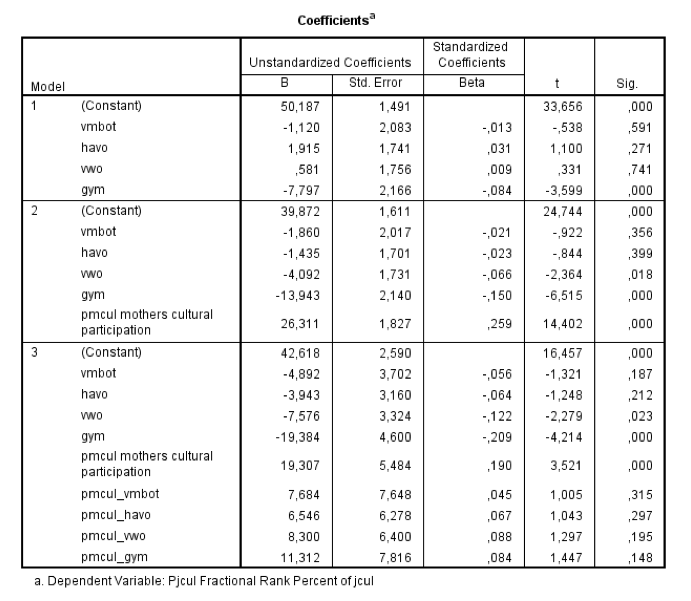 Coefficientsa
Unstandardized Coefficients Standardized Coefficients
Model B Std. Error Beta t Sig.
1 (Constant) 50,187 1,491 33,656 ,000
vmbot -1,120 2,083 -,013 -,538 ,591
havo 1,915 1,741 ,031 1,100 ,271
vwo ,581 1,756 ,009 ,331 ,741
gym -7,797 2,166 -,084 -3,599 ,000
2 (Constant) 39,872 1,611 24,744 ,000
vmbot -1,860 2,017 -,021 -,922 ,356
havo -1,435 1,701 -,023 -,844 ,399
vwo -4,092 1,731 -,066 -2,364 ,018
gym -13,943 2,140 -,150 -6,515 ,000
pmcul mothers cultural participation 26,311 1,827 ,259 14,402 ,000
3 (Constant) 42,618 2,590 16,457 ,000
vmbot -4,892 3,702 -,056 -1,321 ,187
havo -3,943 3,160 -,064 -1,248 ,212
vwo -7,576 3,324 -,122 -2,279 ,023
gym -19,384 4,600 -,209 -4,214 ,000
pmcul mothers cultural participation 19,307 5,484 ,190 3,521 ,000
pmcul_vmbot 7,684 7,648 ,045 1,005 ,315
pmcul_havo 6,546 6,278 ,067 1,043 ,297
pmcul_vwo 8,300 6,400 ,088 1,297 ,195
pmcul_gym 11,312 7,816 ,084 1,447 ,148
a. Dependent Variable: Pjcul Fractional Rank Percent of jcul